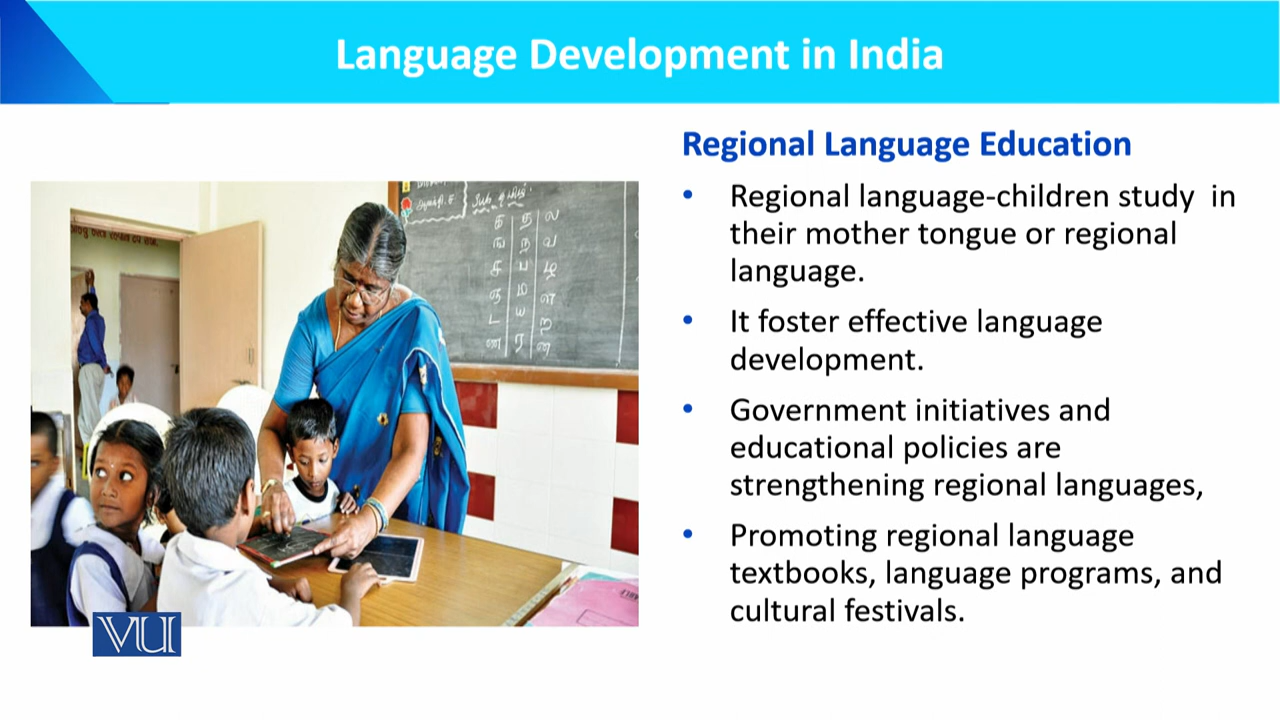 Language Development in India
Regional Language Education
• Regional language-children study in
their mother tongue or regional
language.
• It foster effective language
development.
• Government initiatives and
educational policies are
strengthening regional languages,
• Promoting regional language
textbooks, language programs, and
cultural festivals.
க த ல
ங ந வ
ச ப ழ
ஞ ம ள
ட ய ற
ண ர ன
VU